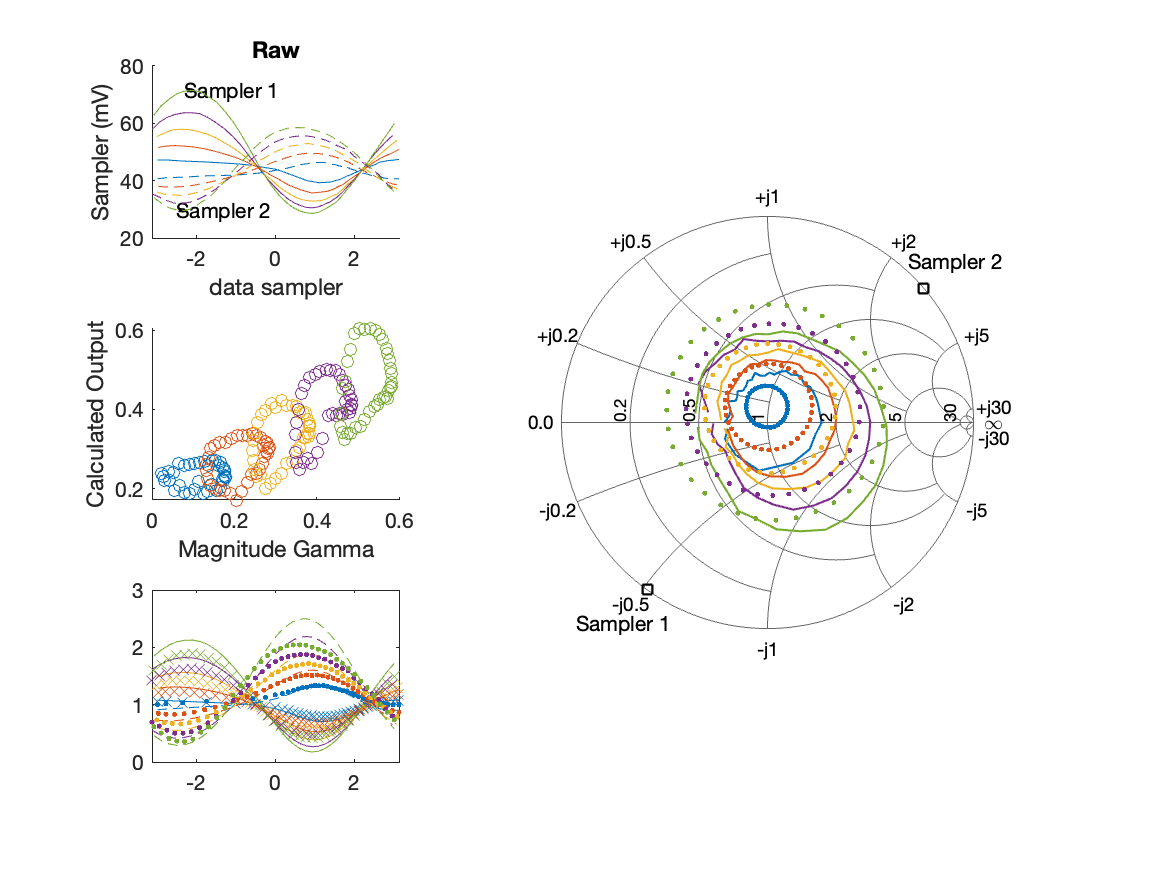 Raw
80
60
40
20
Sampler (mV)
Sampler 1
Sampler 2
-2
0
2
data sampler
0.6
0.4
0.2
Calculated Output
0
0.2
0.4
0.6
Magnitude Gamma
3
2
1
0
-2
0
2
+j1
+j0.5
+j2
Sampler 2
+j0.2
+j5
0.0
0.2
0.5
1
2
5
30
+j30
∞
-j30
-j0.2
-j5
-j0.5
-j2
Sampler 1
-j1